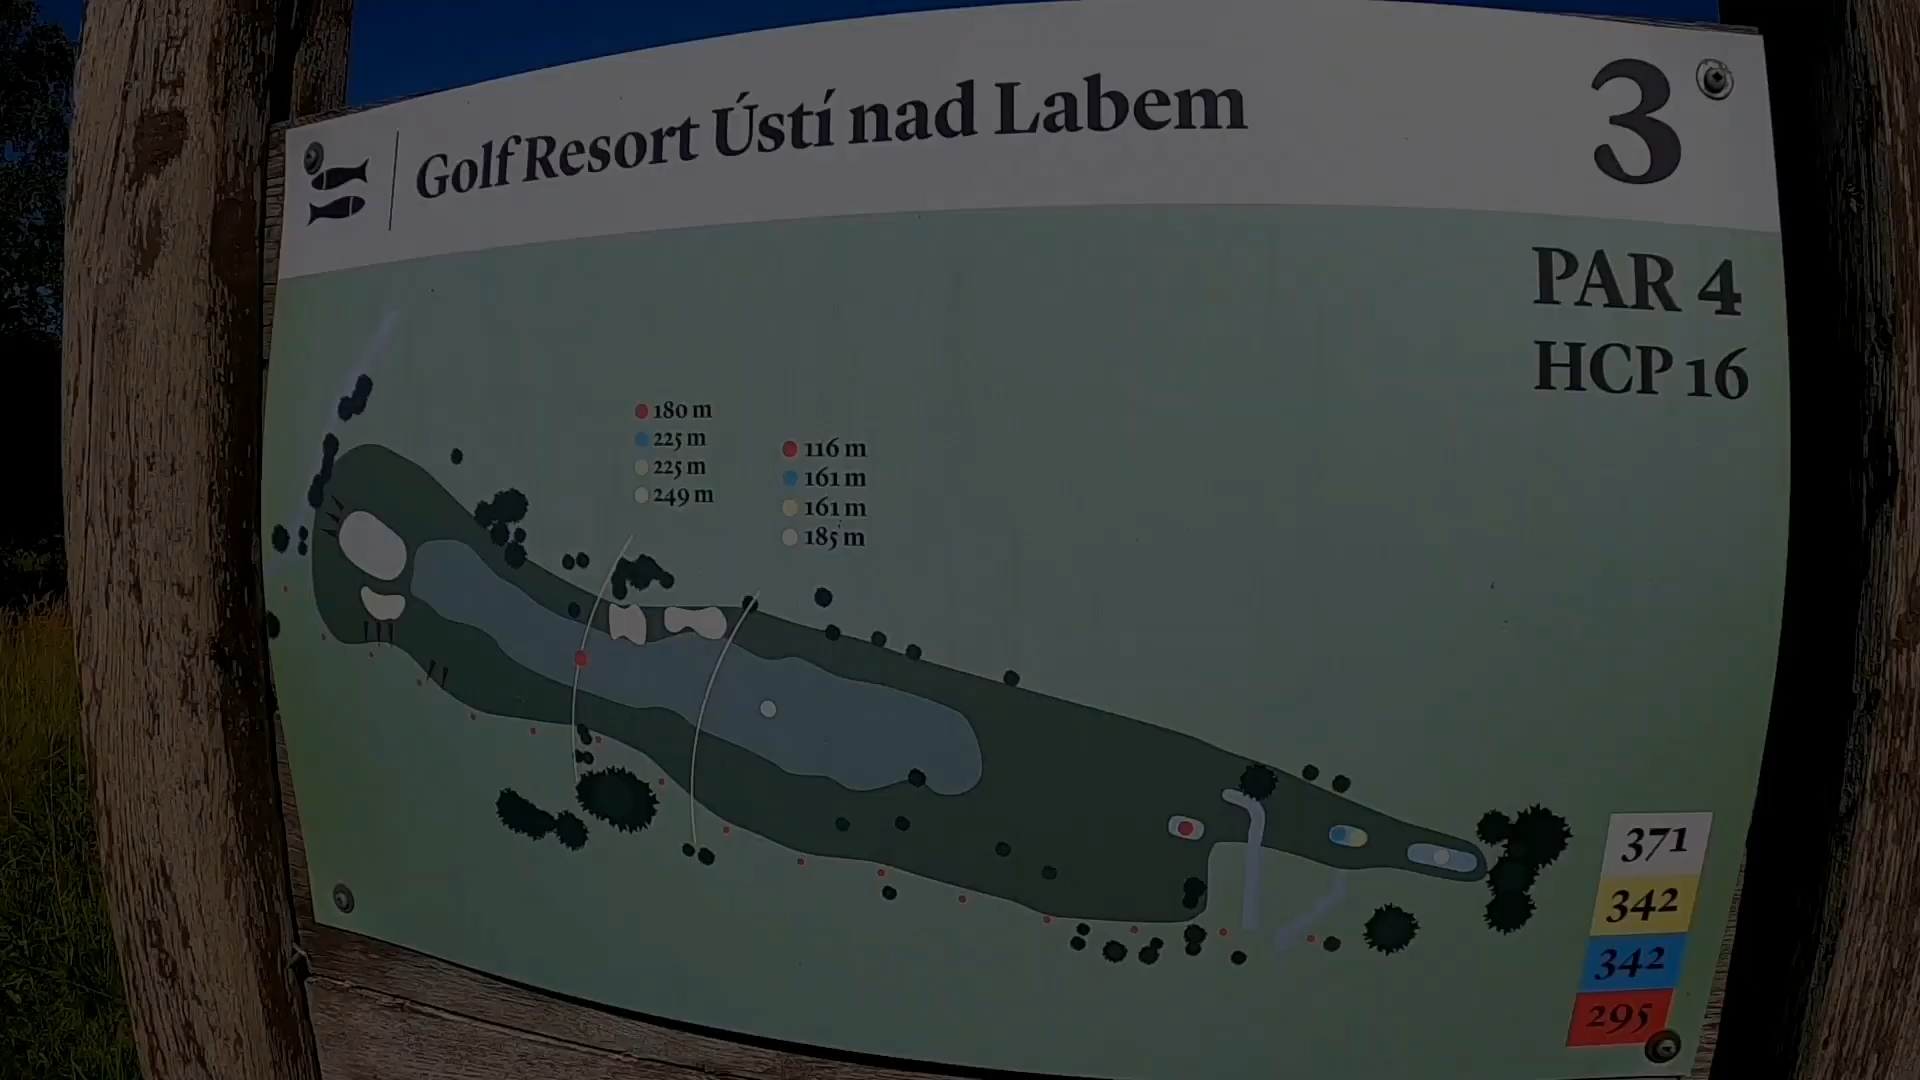 Golf Resort Ústí nad Labem
3
PAR 4
HCP 16
180 m
225 m
225 m
249 m
116 m
161 m
161 m
185 m
371
342
342
295